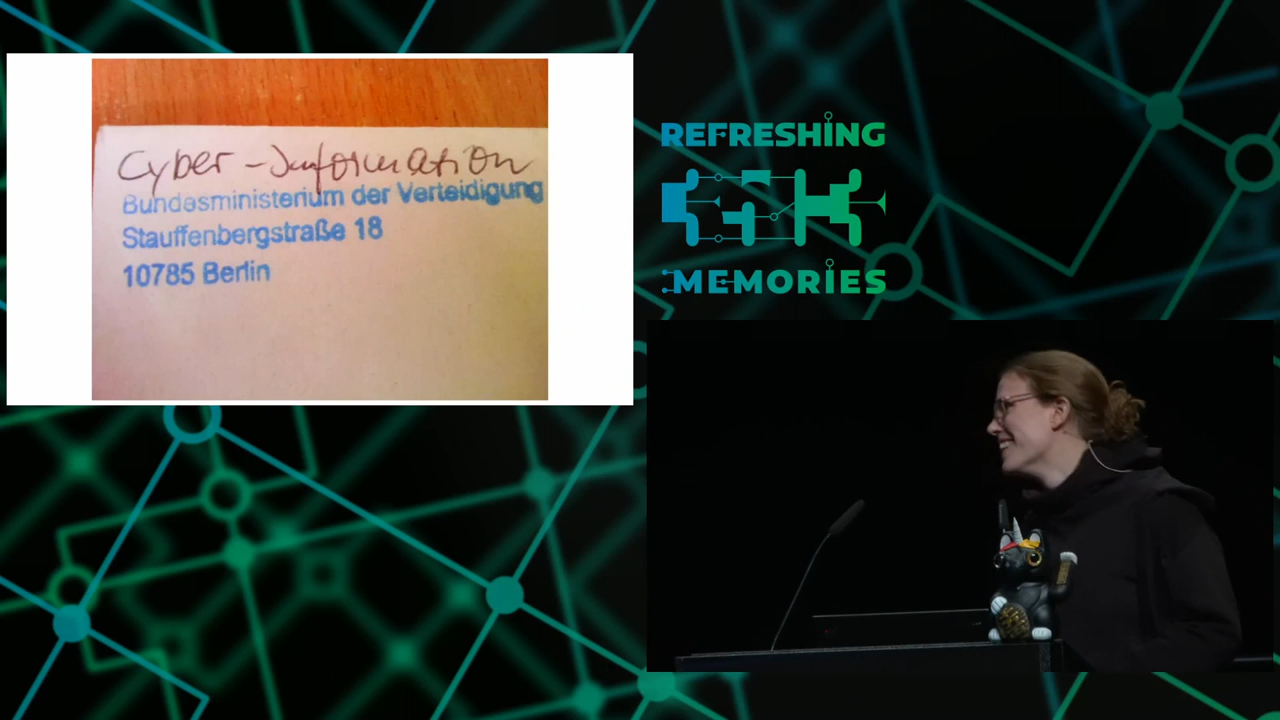 Cyber-Information
Bundesministerium der Verteidigung
Stauffenbergstraße 18
10785 Berlin
REFRESHING
MEMORIES